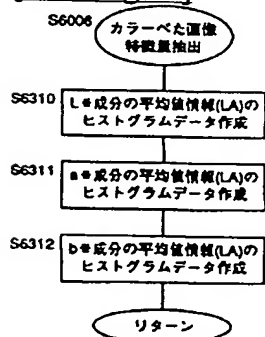 S6006
カラーべた画像
特徴量抽出
S6310
L*成分の平均値情報(LA)の
ヒストグラムデータ作成
S6311
a*成分の平均値情報(LA)の
ヒストグラムデータ作成
S6312
b*成分の平均値情報(LA)の
ヒストグラムデータ作成
リターン